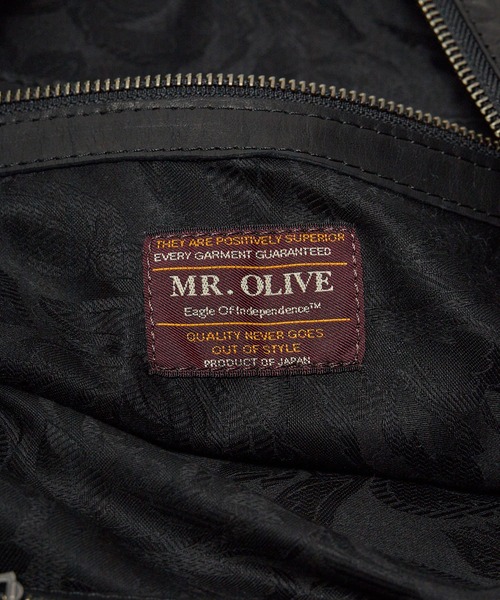 THEY ARE POSITIVELY SUPERIOR
EVERY GARMENT GUARANTEED
MR. OLIVE
Eagle Of Independence™
QUALITY NEVER GOES
OUT OF STYLE
PRODUCT OF JAPAN